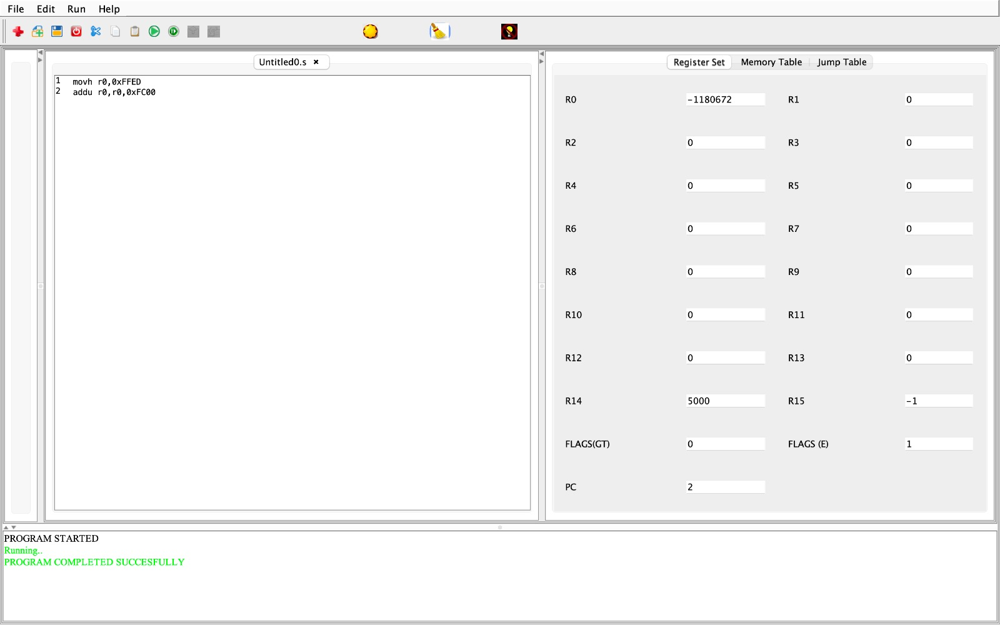 File Edit Run Help
Untitled0.s
1 movh r0,0xFFED
2 addu r0,r0,0xFC00
Register Set Memory Table Jump Table
R0 -1180672 R1 0
R2 0 R3 0
R4 0 R5 0
R6 0 R7 0
R8 0 R9 0
R10 0 R11 0
R12 0 R13 0
R14 5000 R15 -1
FLAGS(GT) 0 FLAGS (E) 1
PC 2
PROGRAM STARTED
Running..
PROGRAM COMPLETED SUCCESFULLY